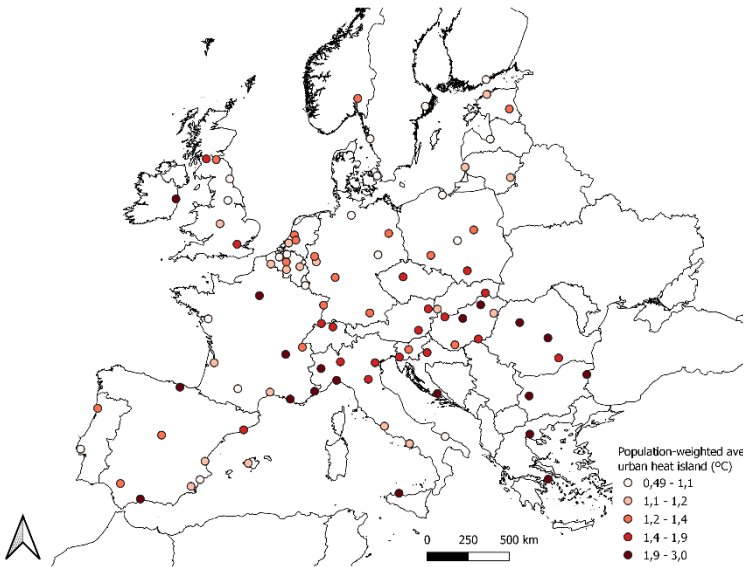 Population-weighted ave
urban heat island (°C)
0,49 - 1,1
1,1 - 1,2
1,2 - 1,4
1,4 - 1,9
1,9 - 3,0
0 250 500 km